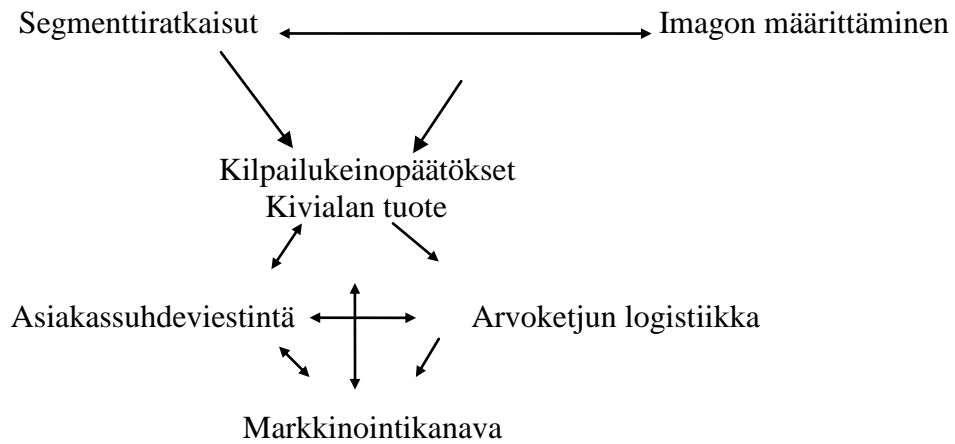 Segmenttiratkaisut
Imagon määrittäminen
Kilpailukeinopäätökset
Kivialan tuote
Asiakassuhdeviestintä
Arvoketjun logistiikka
Markkinointikanava